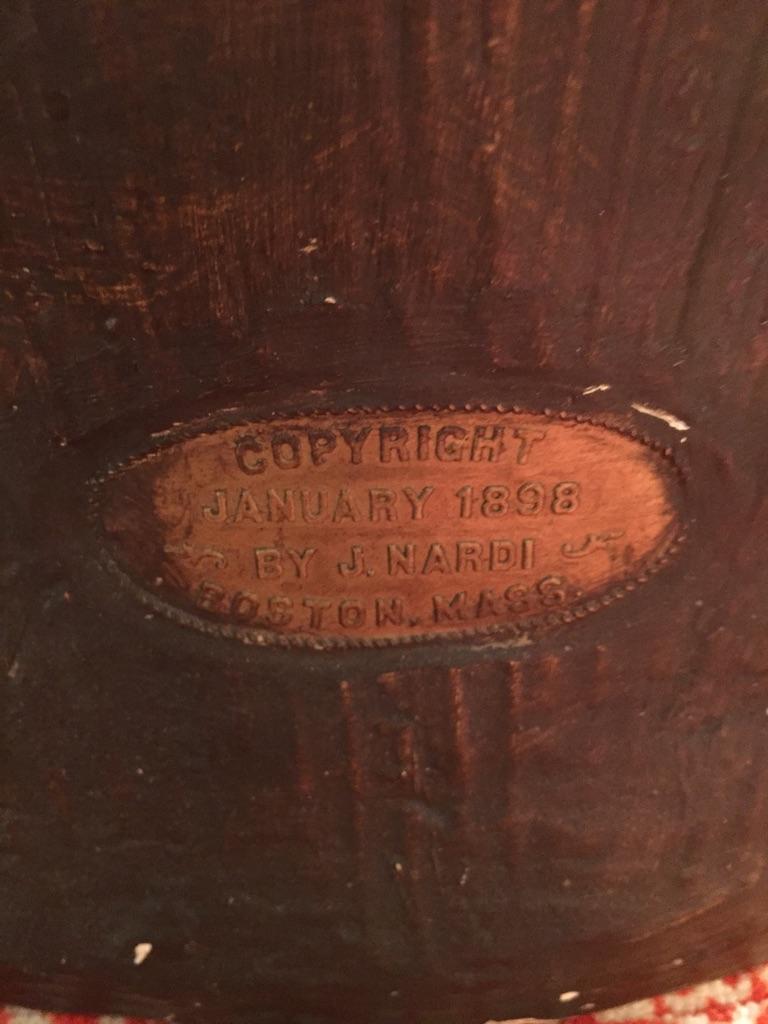 COPYRIGHT
JANUARY 1898
BY J. NARDI
BOSTON, MASS.